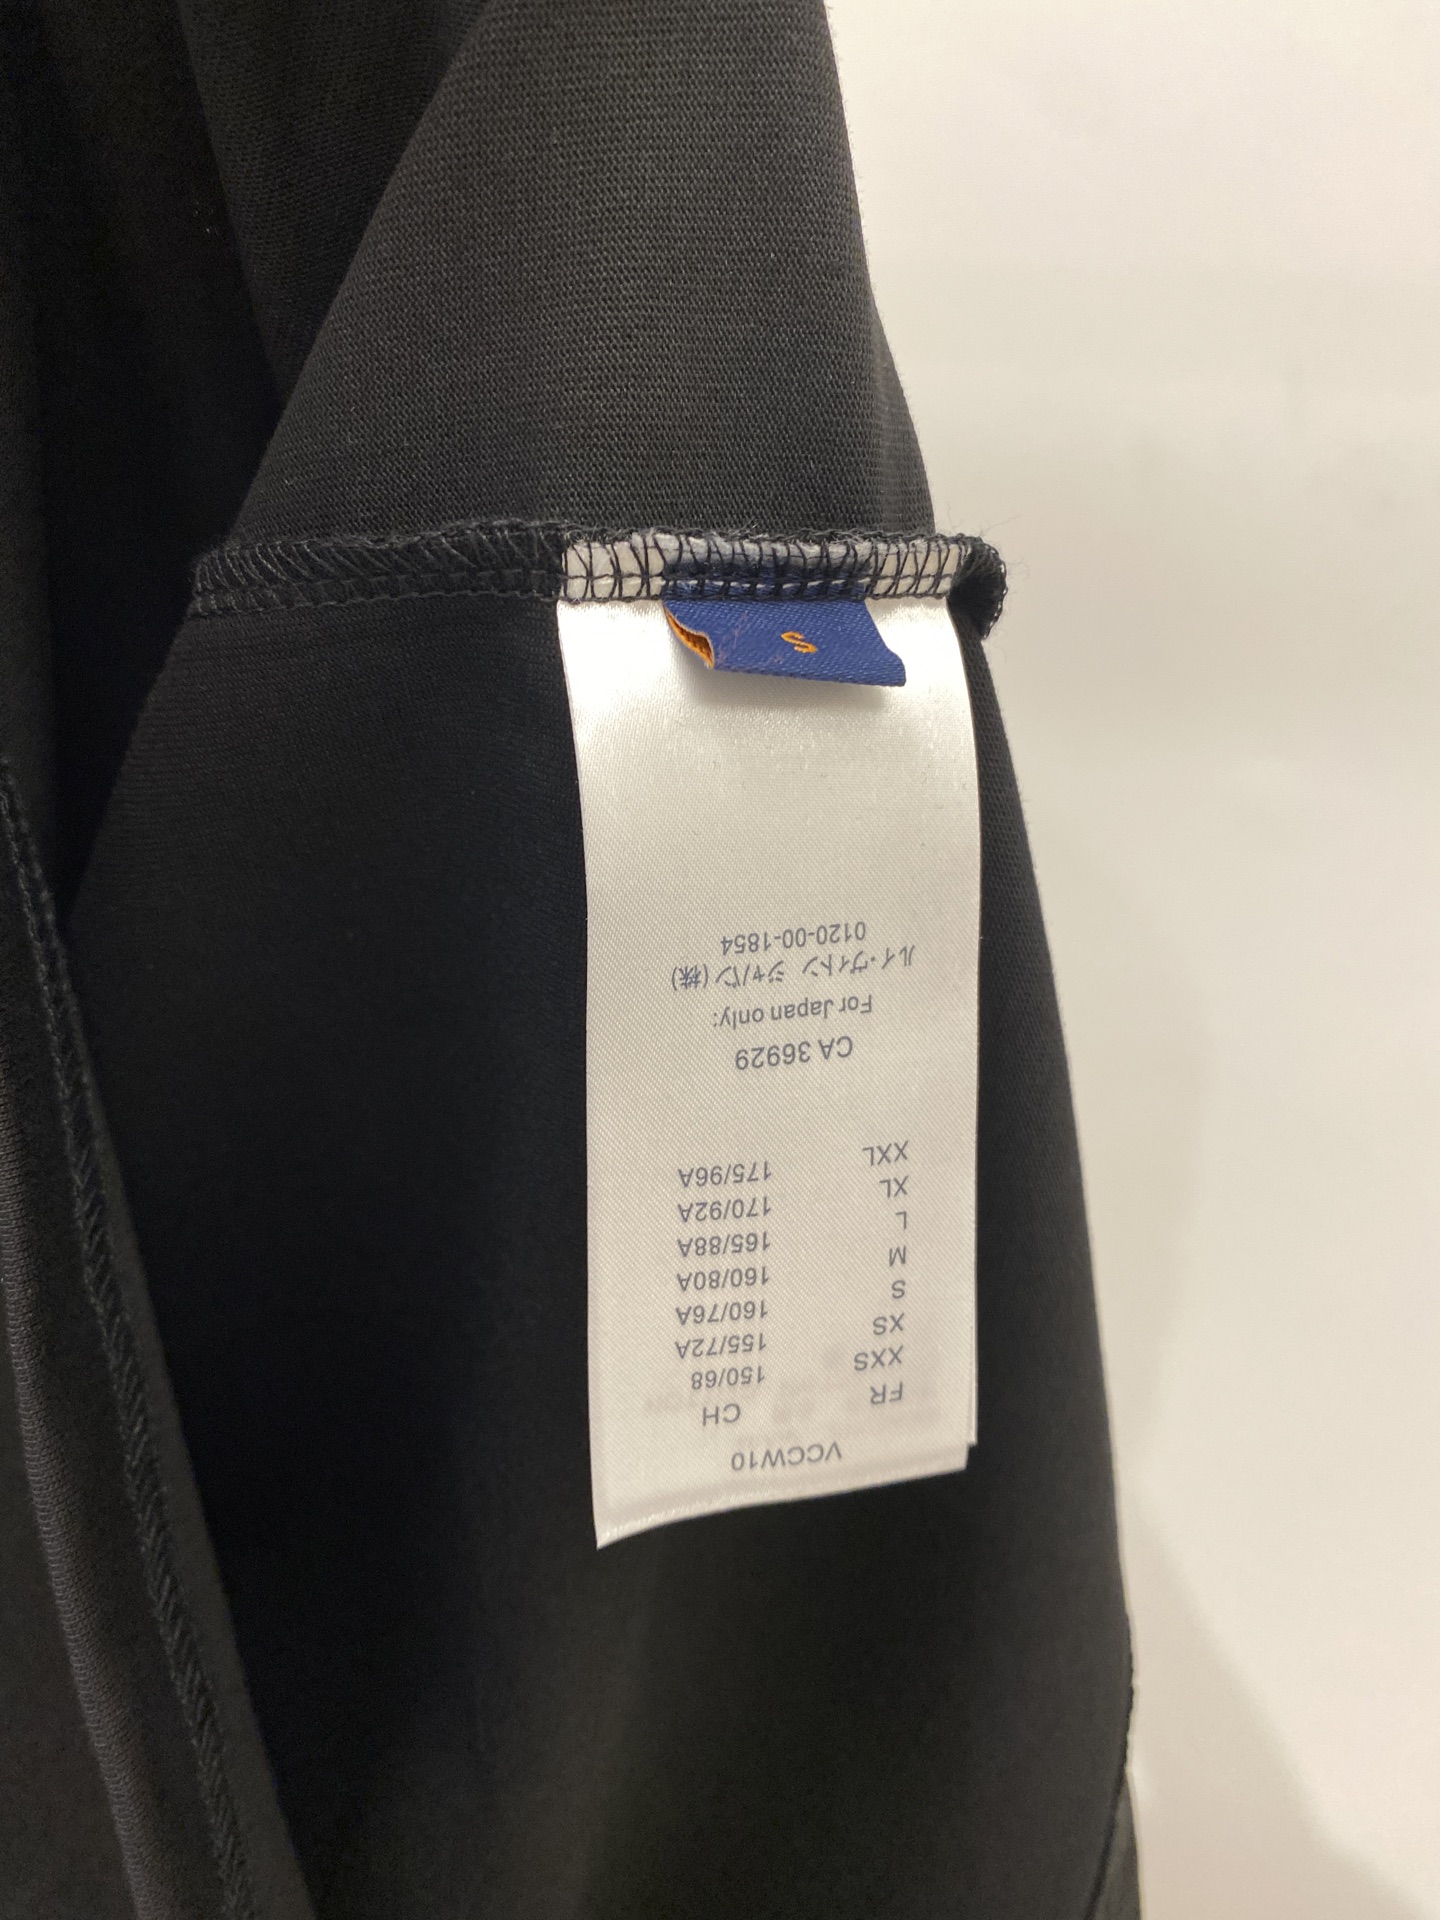 VCCW10
FR CH
XXS 150/68
XS 155/72A
S 160/76A
M 160/80A
L 165/88A
XL 170/92A
XXL 175/96A
CA 36929
For Japan only:
ルイ・ヴィトン ジャパン(株)
0120-00-1854
S